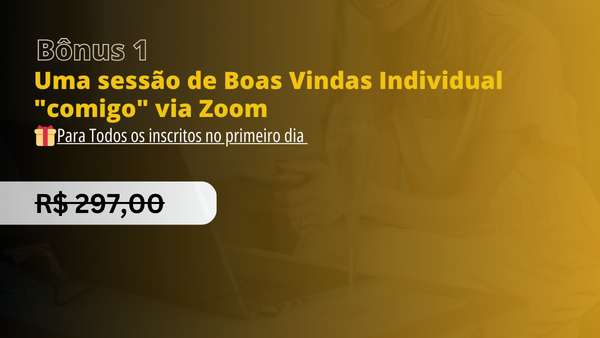 Bônus 1
Uma sessão de Boas Vindas Individual
"comigo" via Zoom
Para Todos os inscritos no primeiro dia
R$ 297,00